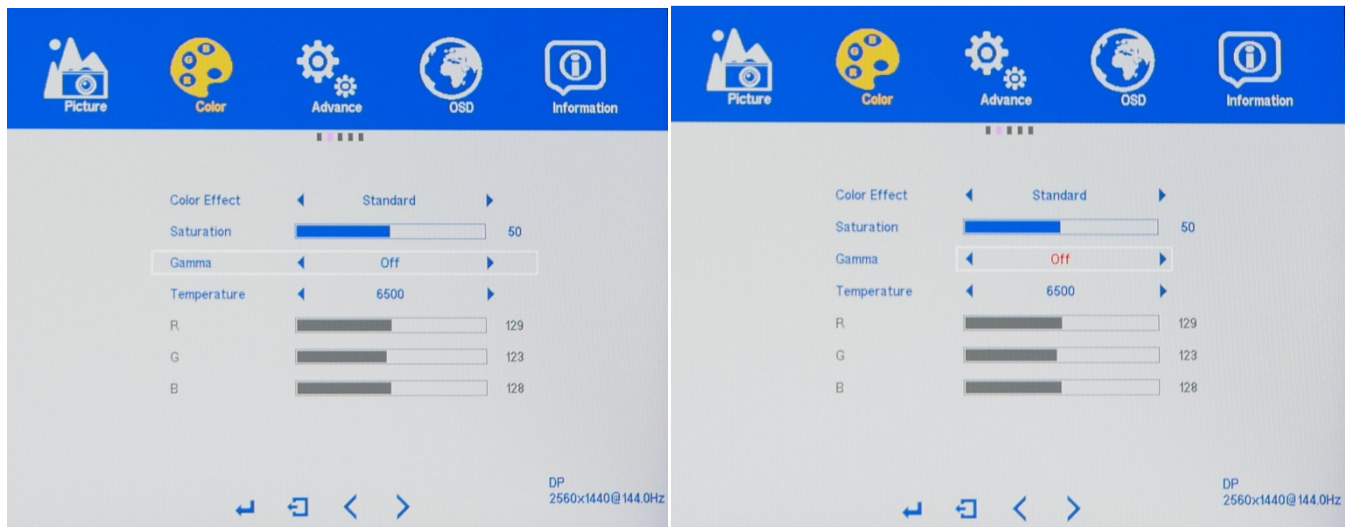 Picture Color Advance OSD Information
Color Effect Standard
Saturation 50
Gamma Off
Temperature 6500
R 129
G 123
B 128
DP
2560x1440@144.0Hz
Picture Color Advance OSD Information
Color Effect Standard
Saturation 50
Gamma Off
Temperature 6500
R 129
G 123
B 128
DP
2560x1440@144.0Hz